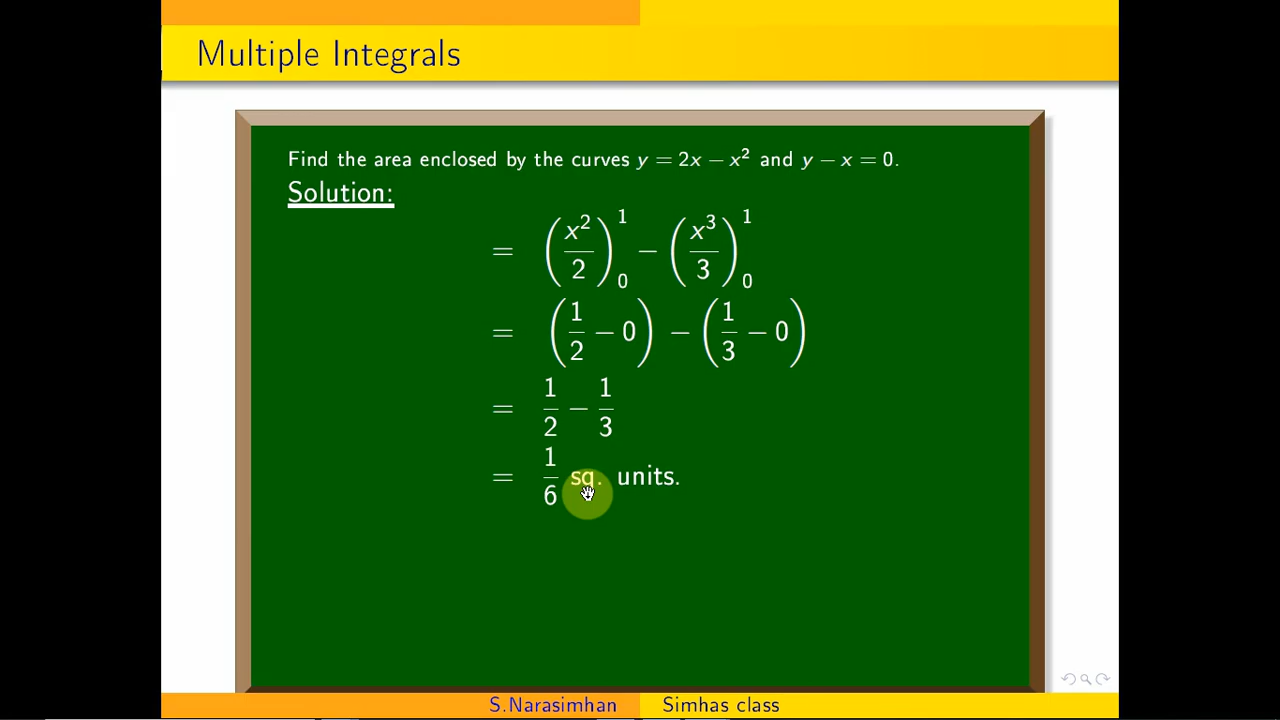 Multiple Integrals
Find the area enclosed by the curves y = 2x − x² and y − x = 0.
Solution:
= (x²/2)₀¹ − (x³/3)₀¹
= (1/2 − 0) − (1/3 − 0)
= 1/2 − 1/3
= 1/6 sq. units.
S.Narasimhan Simhas class